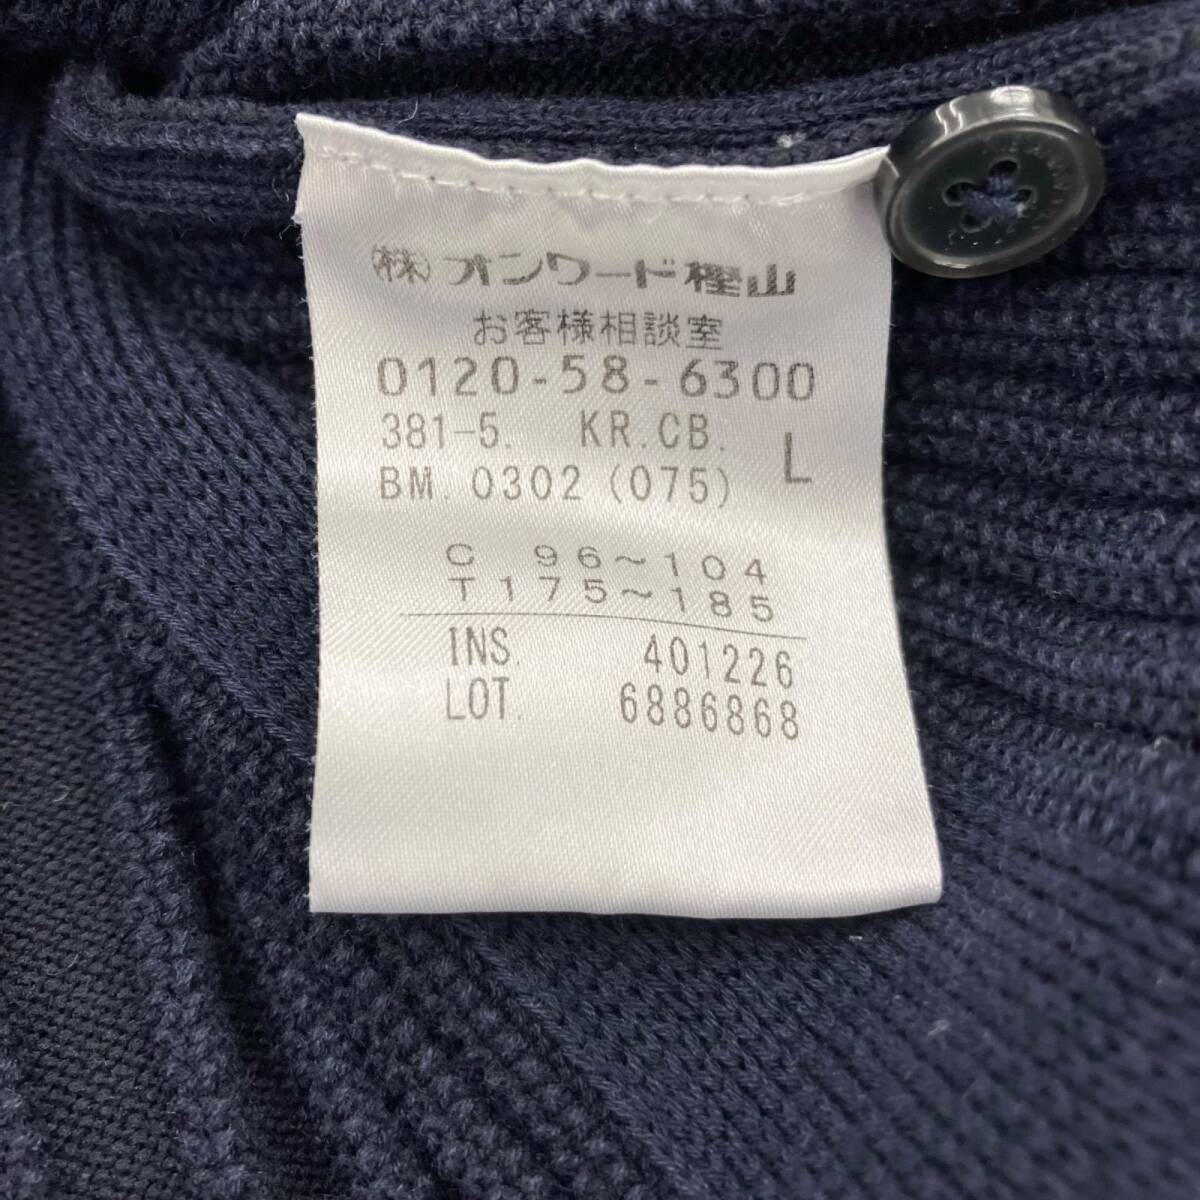 ㈱オンワード樫山
お客様相談室
0120-58-6300
381-5. KR.CB. L
BM. 0302 (075)
C 96~104
T 175~185
INS. 401226
LOT. 6886868